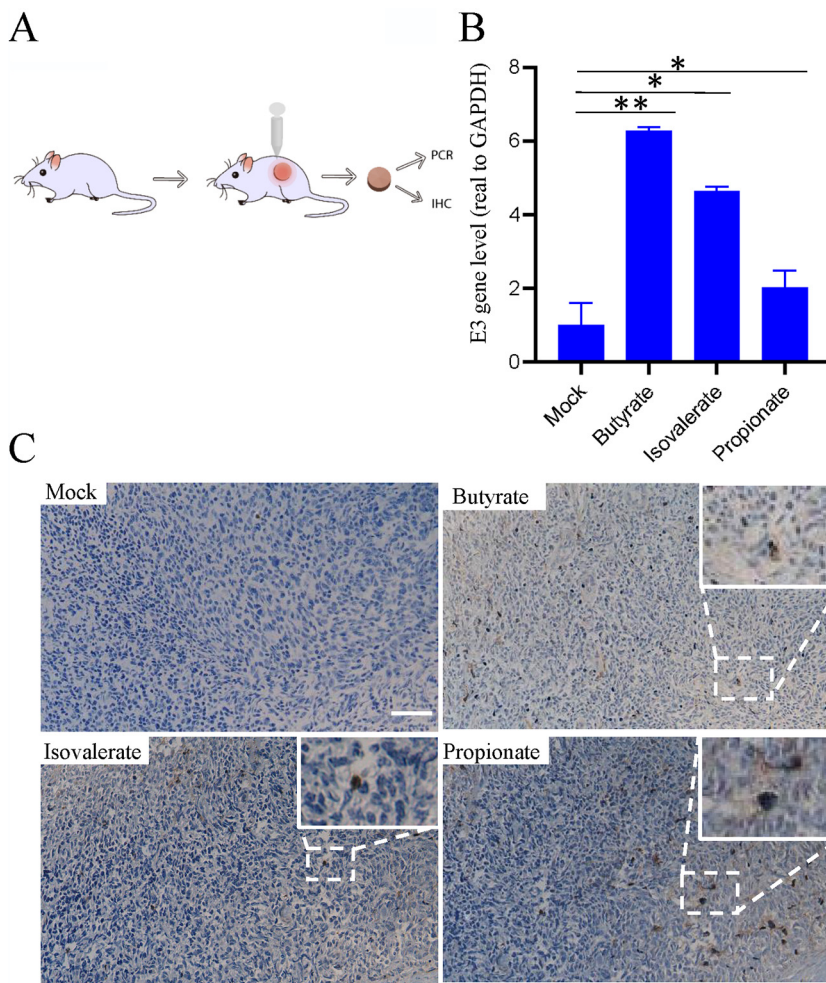 A
PCR
IHC
B
E3 gene level (real to GAPDH)
8
6
4
2
0
*
*
**
Mock
Butyrate
Isovalerate
Propionate
C
Mock
Butyrate
Isovalerate
Propionate